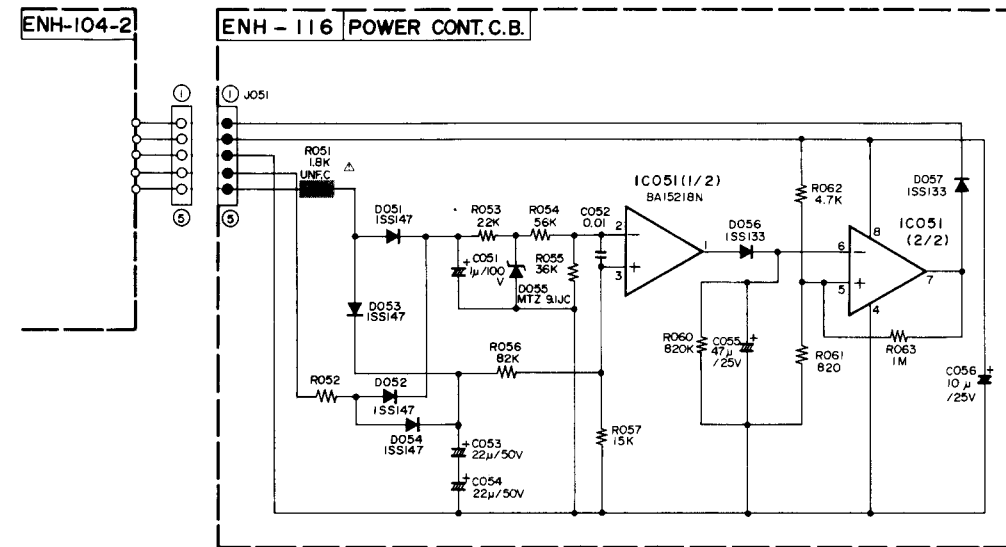 ENH-104-2
ENH-116 POWER CONT. C.B.
① ① J051
R051
1.8K
UNF.C
⚠
⑤ ⑤
D051
1SS147
R053
22K
R054
56K
C052
0.01
IC051(1/2)
BA15218N
2
-
3
+
1
D056
1SS133
R062
4.7K
D057
1SS133
IC051
(2/2)
8
6
-
5
+
7
4
+
C051
1μ/100
V
D055
MTZ 9.1JC
R055
36K
D053
1SS147
R056
82K
R060
820K
+
C055
47μ
/25V
R061
820
R063
1M
C056
10μ
/25V
+
R052
D052
1SS147
D054
1SS147
R057
15K
+
C053
22μ/50V
+
C054
22μ/50V